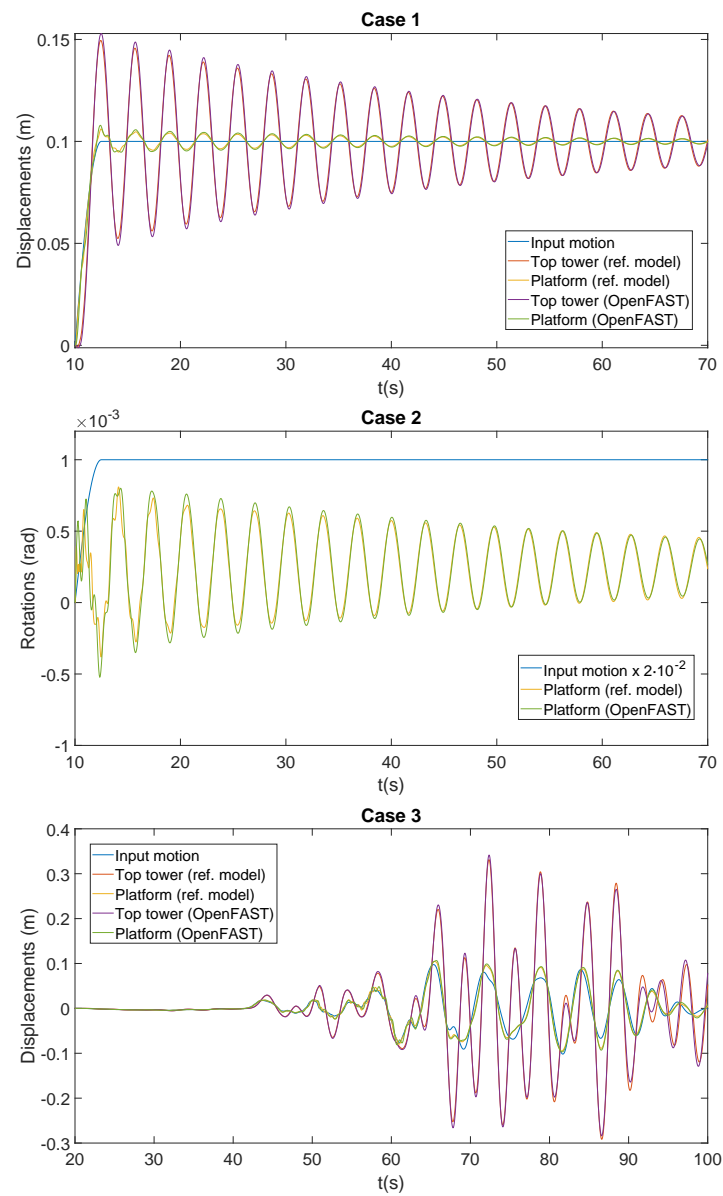 Case 1
Displacements (m)
0.15
0.1
0.05
0
Input motion
Top tower (ref. model)
Platform (ref. model)
Top tower (OpenFAST)
Platform (OpenFAST)
10 20 30 40 50 60 70
t(s)
Case 2
×10⁻³
Rotations (rad)
1
0.5
0
-0.5
-1
Input motion x 2·10⁻²
Platform (ref. model)
Platform (OpenFAST)
10 20 30 40 50 60 70
t(s)
Case 3
Displacements (m)
0.4
0.3
0.2
0.1
0
-0.1
-0.2
-0.3
Input motion
Top tower (ref. model)
Platform (ref. model)
Top tower (OpenFAST)
Platform (OpenFAST)
20 30 40 50 60 70 80 90 100
t(s)